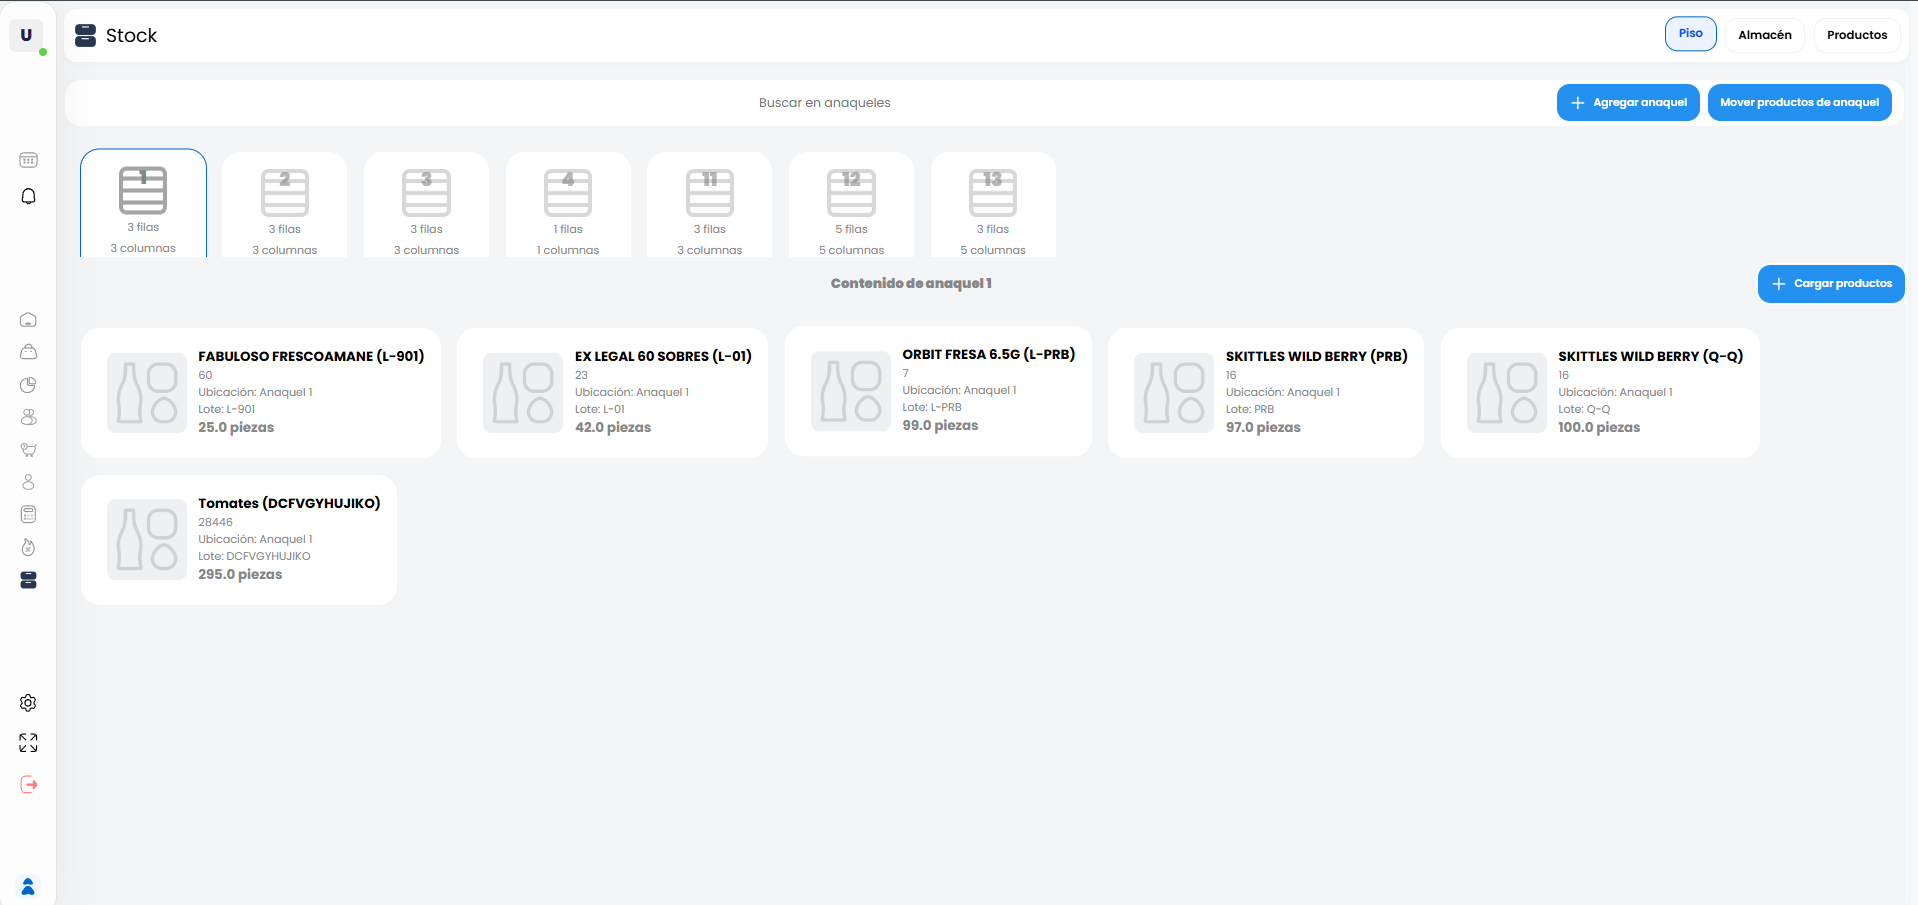 U
Stock
Piso
Almacén
Productos
Buscar en anaqueles
Agregar anaquel
Mover productos de anaquel
1
3 filas
3 columnas
2
3 filas
3 columnas
3
3 filas
3 columnas
4
1 filas
1 columnas
11
3 filas
3 columnas
12
5 filas
5 columnas
13
3 filas
5 columnas
Contenido de anaquel 1
Cargar productos
FABULOSO FRESCOAMANE (L-901)
60
Ubicación: Anaquel 1
Lote: L-901
25.0 piezas
EX LEGAL 60 SOBRES (L-01)
23
Ubicación: Anaquel 1
Lote: L-01
42.0 piezas
ORBIT FRESA 6.5G (L-PRB)
7
Ubicación: Anaquel 1
Lote: L-PRB
99.0 piezas
SKITTLES WILD BERRY (PRB)
16
Ubicación: Anaquel 1
Lote: PRB
97.0 piezas
SKITTLES WILD BERRY (Q-Q)
16
Ubicación: Anaquel 1
Lote: Q-Q
100.0 piezas
Tomates (DCFVGYHUJIKO)
28446
Ubicación: Anaquel 1
Lote: DCFVGYHUJIKO
295.0 piezas